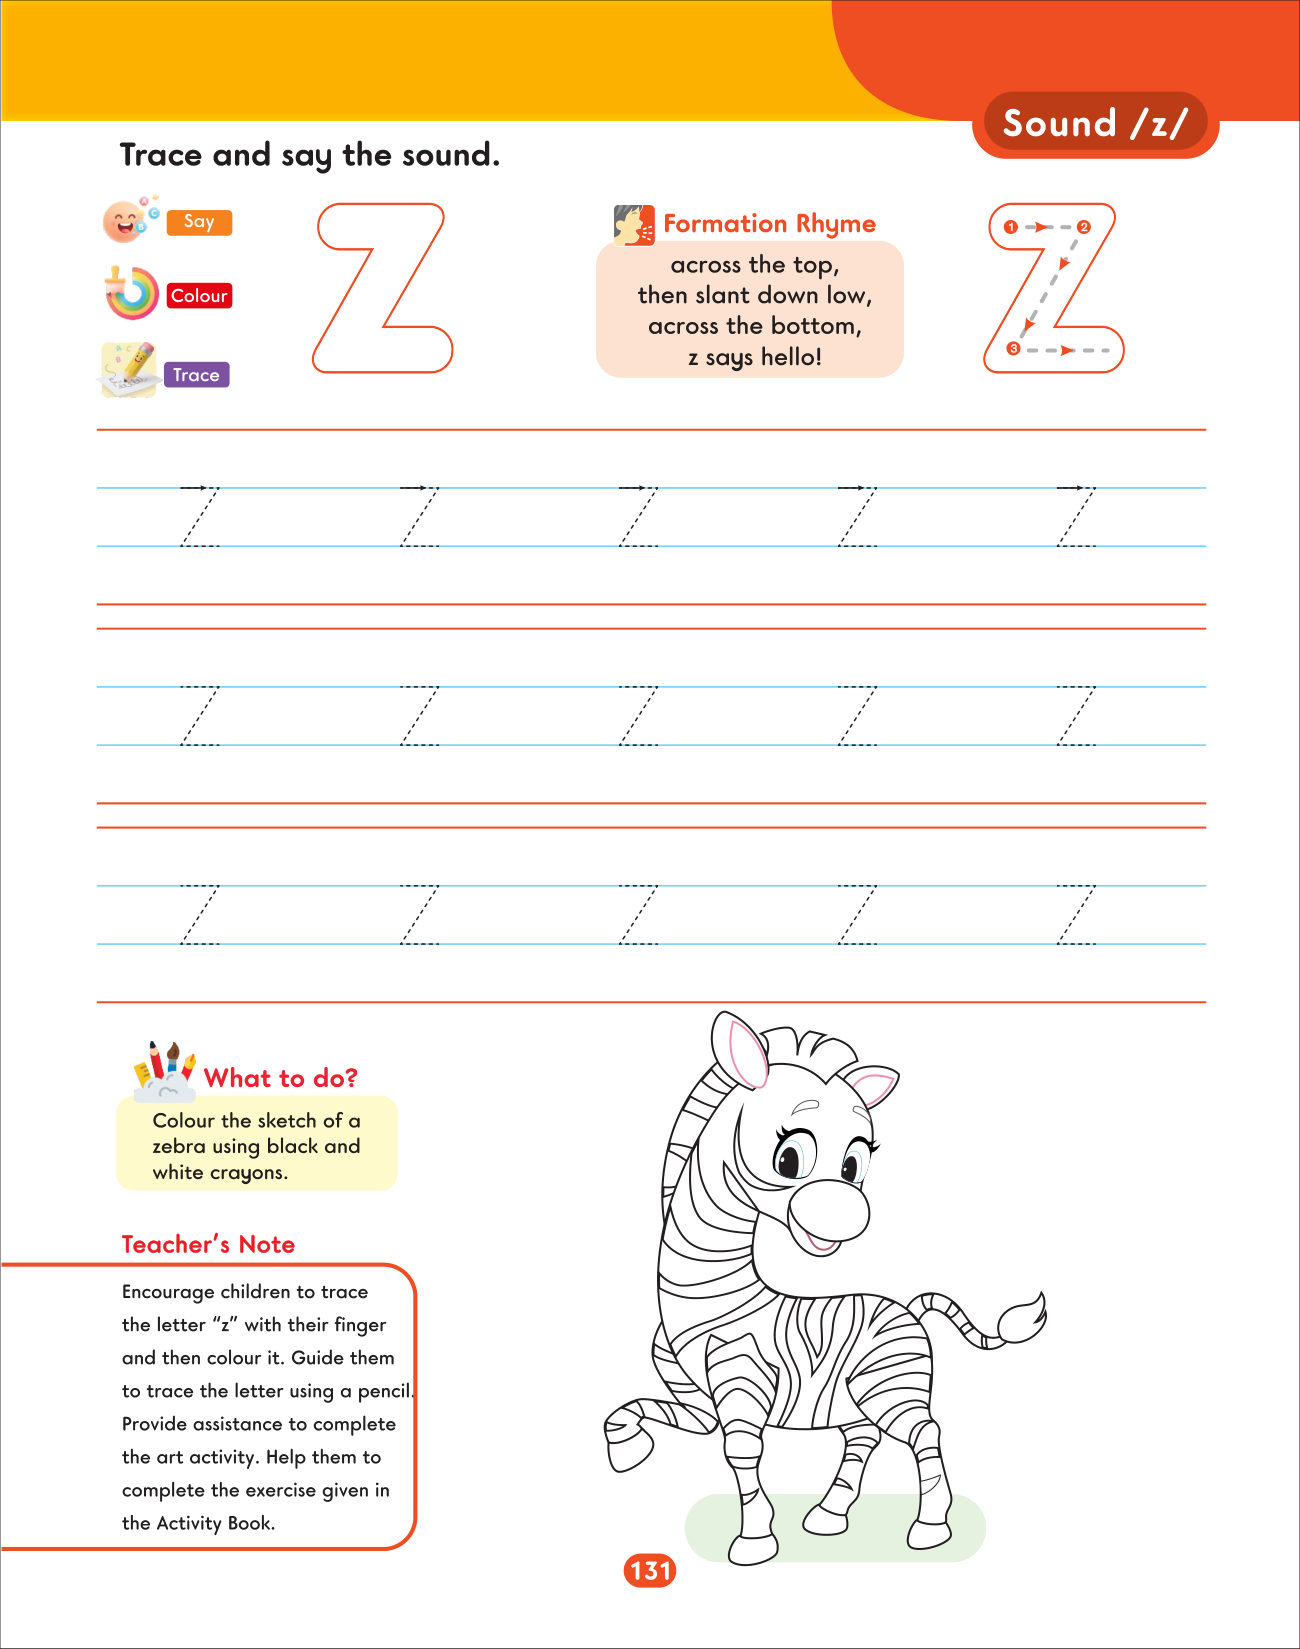 Sound /z/
Trace and say the sound.
Say
Colour
Trace
Formation Rhyme
across the top,
then slant down low,
across the bottom,
z says hello!
1 2
3
z z z z z
z z z z z
z z z z z
What to do?
Colour the sketch of a
zebra using black and
white crayons.
Teacher's Note
Encourage children to trace
the letter “z” with their finger
and then colour it. Guide them
to trace the letter using a pencil.
Provide assistance to complete
the art activity. Help them to
complete the exercise given in
the Activity Book.
131